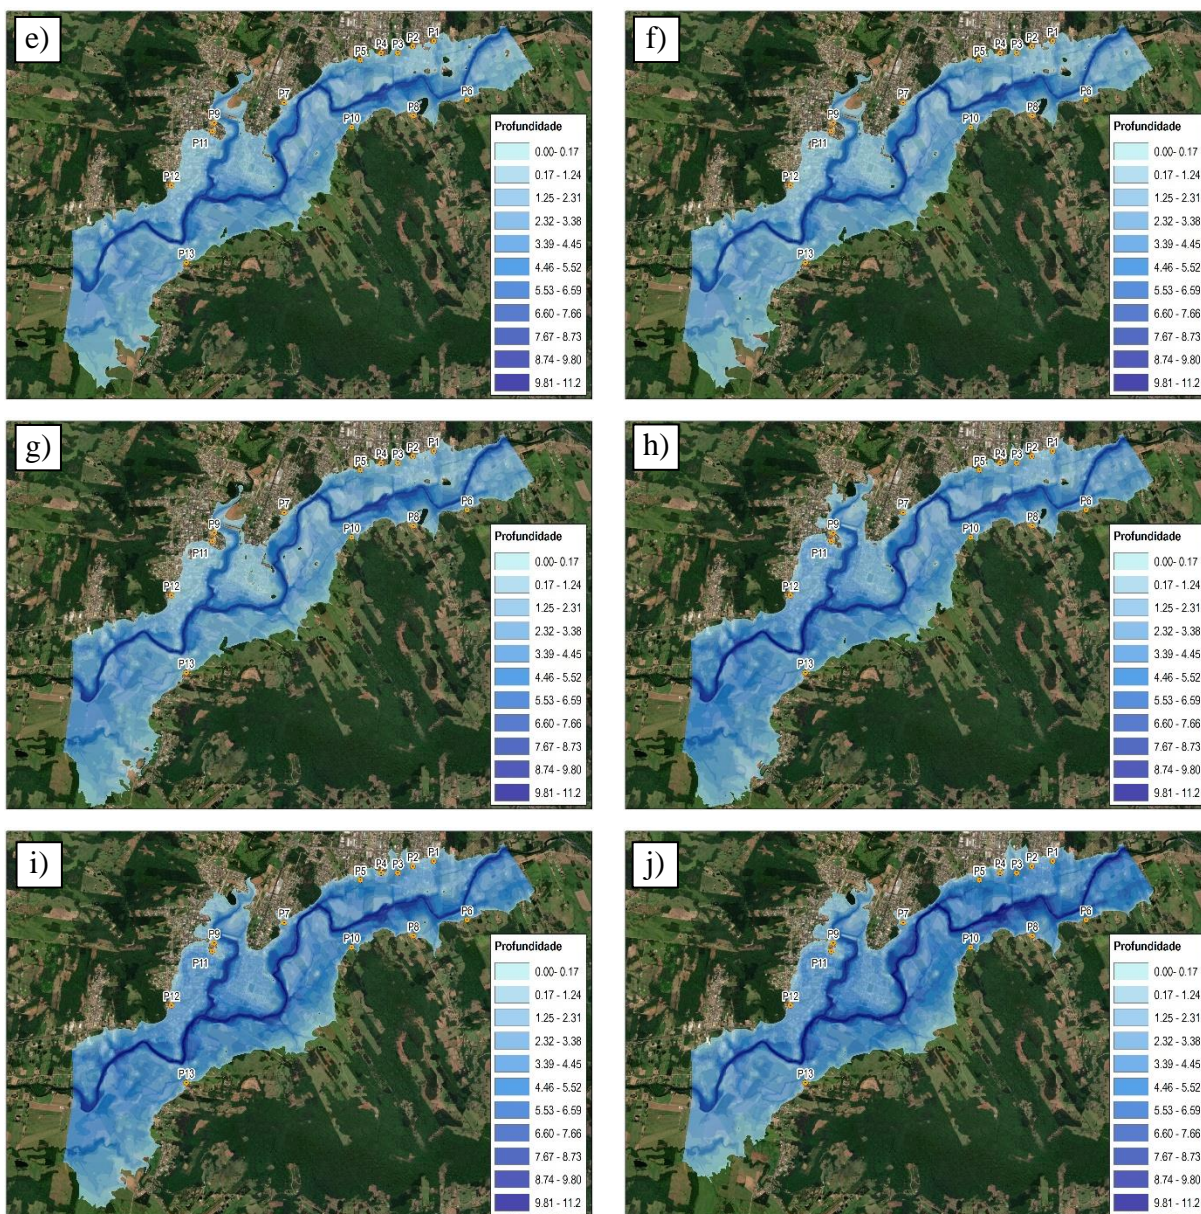 e)
P1
P2
P3
P4
P5
P6
P7
P8
P9
P10
P11
P12
P13
Profundidade
0.00- 0.17
0.17 - 1.24
1.25 - 2.31
2.32 - 3.38
3.39 - 4.45
4.46 - 5.52
5.53 - 6.59
6.60 - 7.66
7.67 - 8.73
8.74 - 9.80
9.81 - 11.2
f)
P1
P2
P3
P4
P5
P6
P7
P8
P9
P10
P11
P12
P13
Profundidade
0.00- 0.17
0.17 - 1.24
1.25 - 2.31
2.32 - 3.38
3.39 - 4.45
4.46 - 5.52
5.53 - 6.59
6.60 - 7.66
7.67 - 8.73
8.74 - 9.80
9.81 - 11.2
g)
P1
P2
P3
P4
P5
P6
P7
P8
P9
P10
P11
P12
P13
Profundidade
0.00- 0.17
0.17 - 1.24
1.25 - 2.31
2.32 - 3.38
3.39 - 4.45
4.46 - 5.52
5.53 - 6.59
6.60 - 7.66
7.67 - 8.73
8.74 - 9.80
9.81 - 11.2
h)
P1
P2
P3
P4
P5
P6
P7
P8
P9
P10
P11
P12
P13
Profundidade
0.00- 0.17
0.17 - 1.24
1.25 - 2.31
2.32 - 3.38
3.39 - 4.45
4.46 - 5.52
5.53 - 6.59
6.60 - 7.66
7.67 - 8.73
8.74 - 9.80
9.81 - 11.2
i)
P1
P2
P3
P4
P5
P6
P7
P8
P9
P10
P11
P12
P13
Profundidade
0.00- 0.17
0.17 - 1.24
1.25 - 2.31
2.32 - 3.38
3.39 - 4.45
4.46 - 5.52
5.53 - 6.59
6.60 - 7.66
7.67 - 8.73
8.74 - 9.80
9.81 - 11.2
j)
P1
P2
P3
P4
P5
P6
P7
P8
P9
P10
P11
P12
P13
Profundidade
0.00- 0.17
0.17 - 1.24
1.25 - 2.31
2.32 - 3.38
3.39 - 4.45
4.46 - 5.52
5.53 - 6.59
6.60 - 7.66
7.67 - 8.73
8.74 - 9.80
9.81 - 11.2